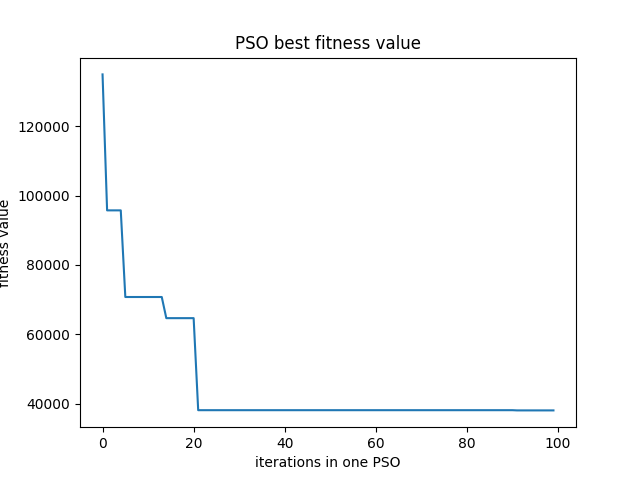 PSO best fitness value
120000
100000
80000
60000
40000
fitness value
0 20 40 60 80 100
iterations in one PSO